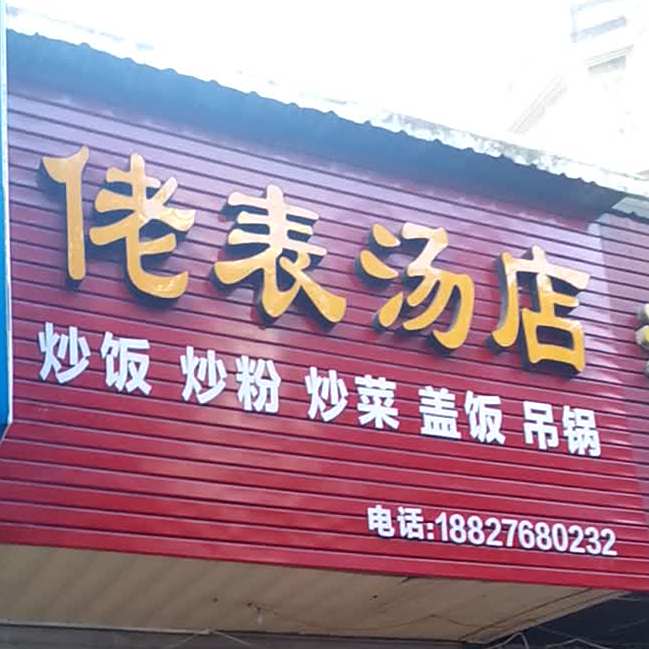 佬表汤店
炒饭 炒粉 炒菜 盖饭 吊锅
电话:18827680232